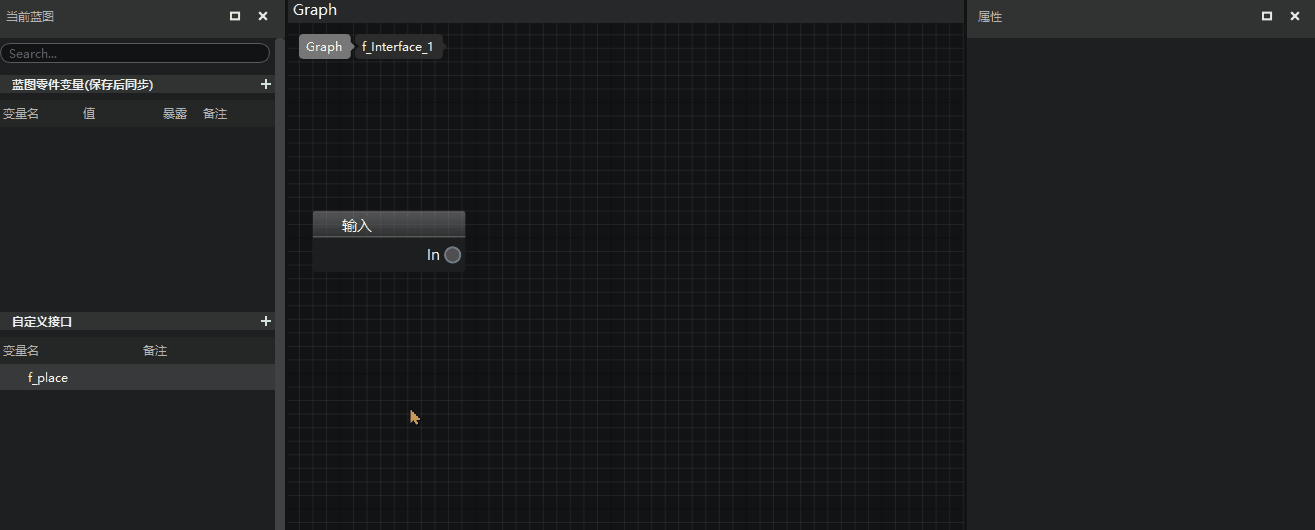 当前蓝图
Search...
蓝图零件变量(保存后同步)
变量名 值 暴露 备注
自定义接口
变量名 备注
f_place
Graph
Graph f_Interface_1
输入
In
属性